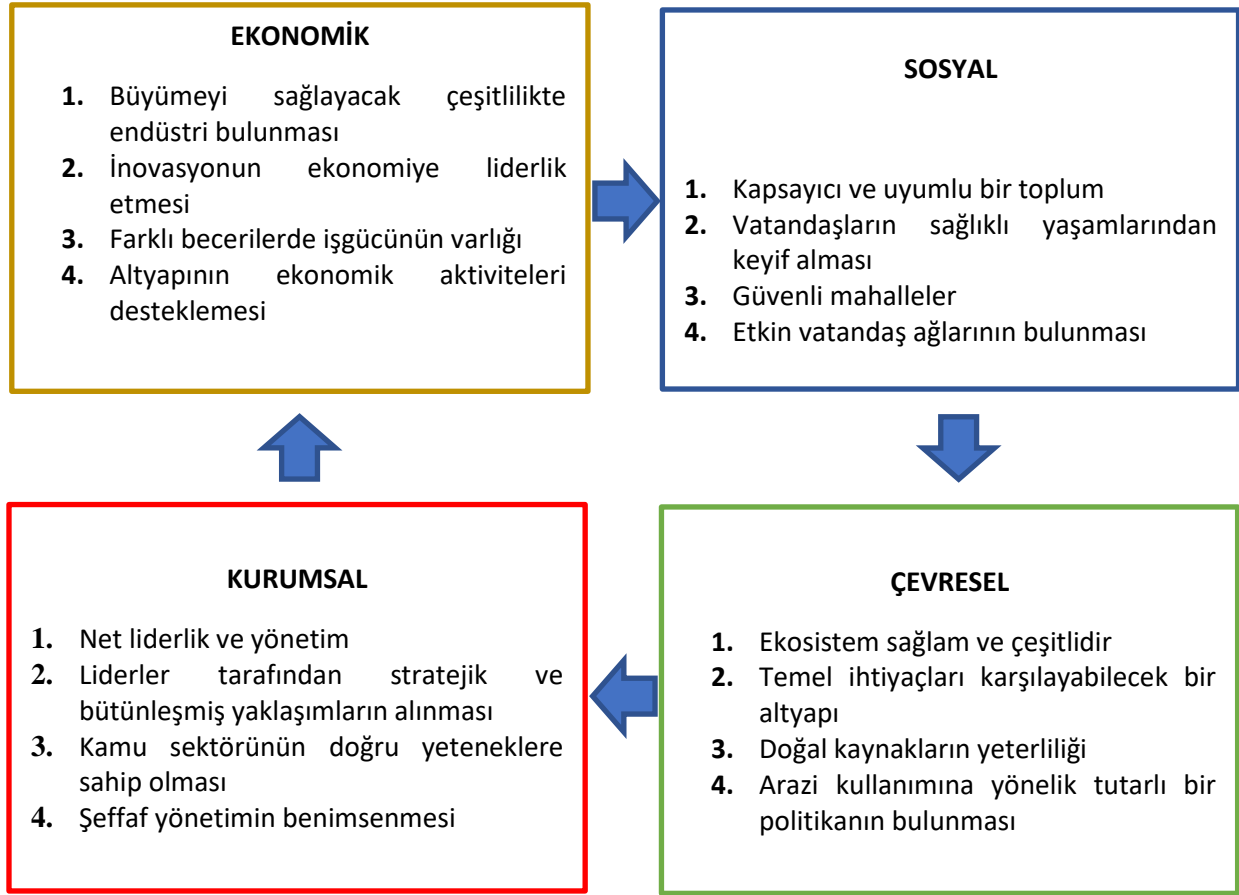 EKONOMİK
1. Büyümeyi sağlayacak çeşitlilikte
endüstri bulunması
2. İnovasyonun ekonomiye liderlik
etmesi
3. Farklı becerilerde işgücünün varlığı
4. Altyapının ekonomik aktiviteleri
desteklemesi
SOSYAL
1. Kapsayıcı ve uyumlu bir toplum
2. Vatandaşların sağlıklı yaşamlarından
keyif alması
3. Güvenli mahalleler
4. Etkin vatandaş ağlarının bulunması
KURUMSAL
1. Net liderlik ve yönetim
2. Liderler tarafından stratejik ve
bütünleşmiş yaklaşımların alınması
3. Kamu sektörünün doğru yeteneklere
sahip olması
4. Şeffaf yönetimin benimsenmesi
ÇEVRESEL
1. Ekosistem sağlam ve çeşitlidir
2. Temel ihtiyaçları karşılayabilecek bir
altyapı
3. Doğal kaynakların yeterliliği
4. Arazi kullanımına yönelik tutarlı bir
politikanın bulunması